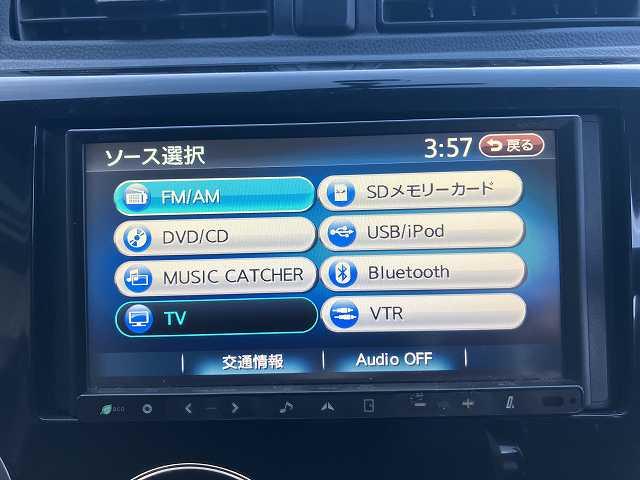 ソース選択
3:57
戻る
FM/AM
SDメモリーカード
DVD/CD
USB/iPod
MUSIC CATCHER
Bluetooth
TV
VTR
交通情報
Audio OFF
eco